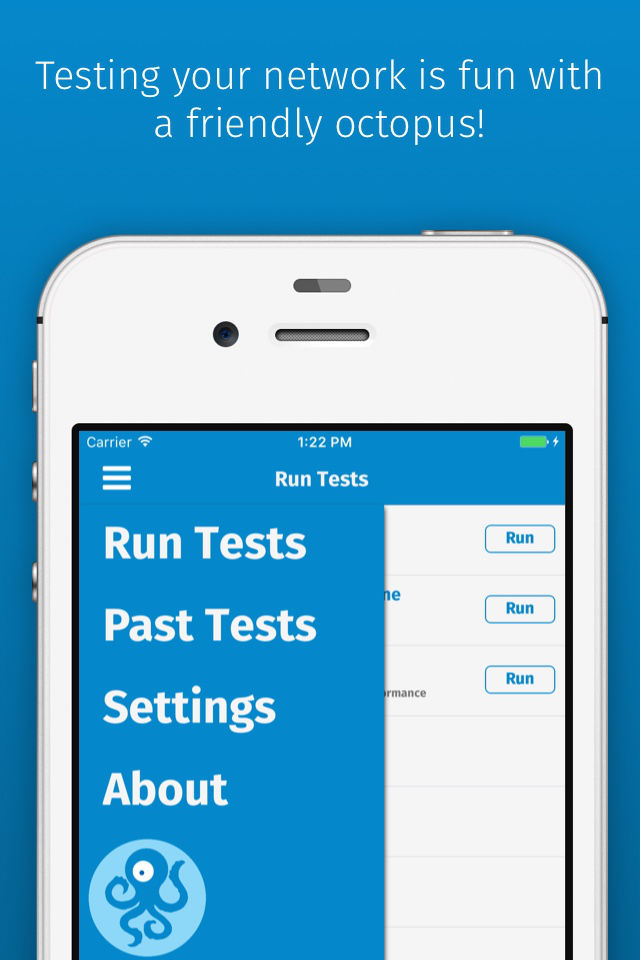 Testing your network is fun with
a friendly octopus!
Carrier 1:22 PM
Run Tests
Run Tests
Past Tests
Settings
About
Run
ne
Run
Run
ormance